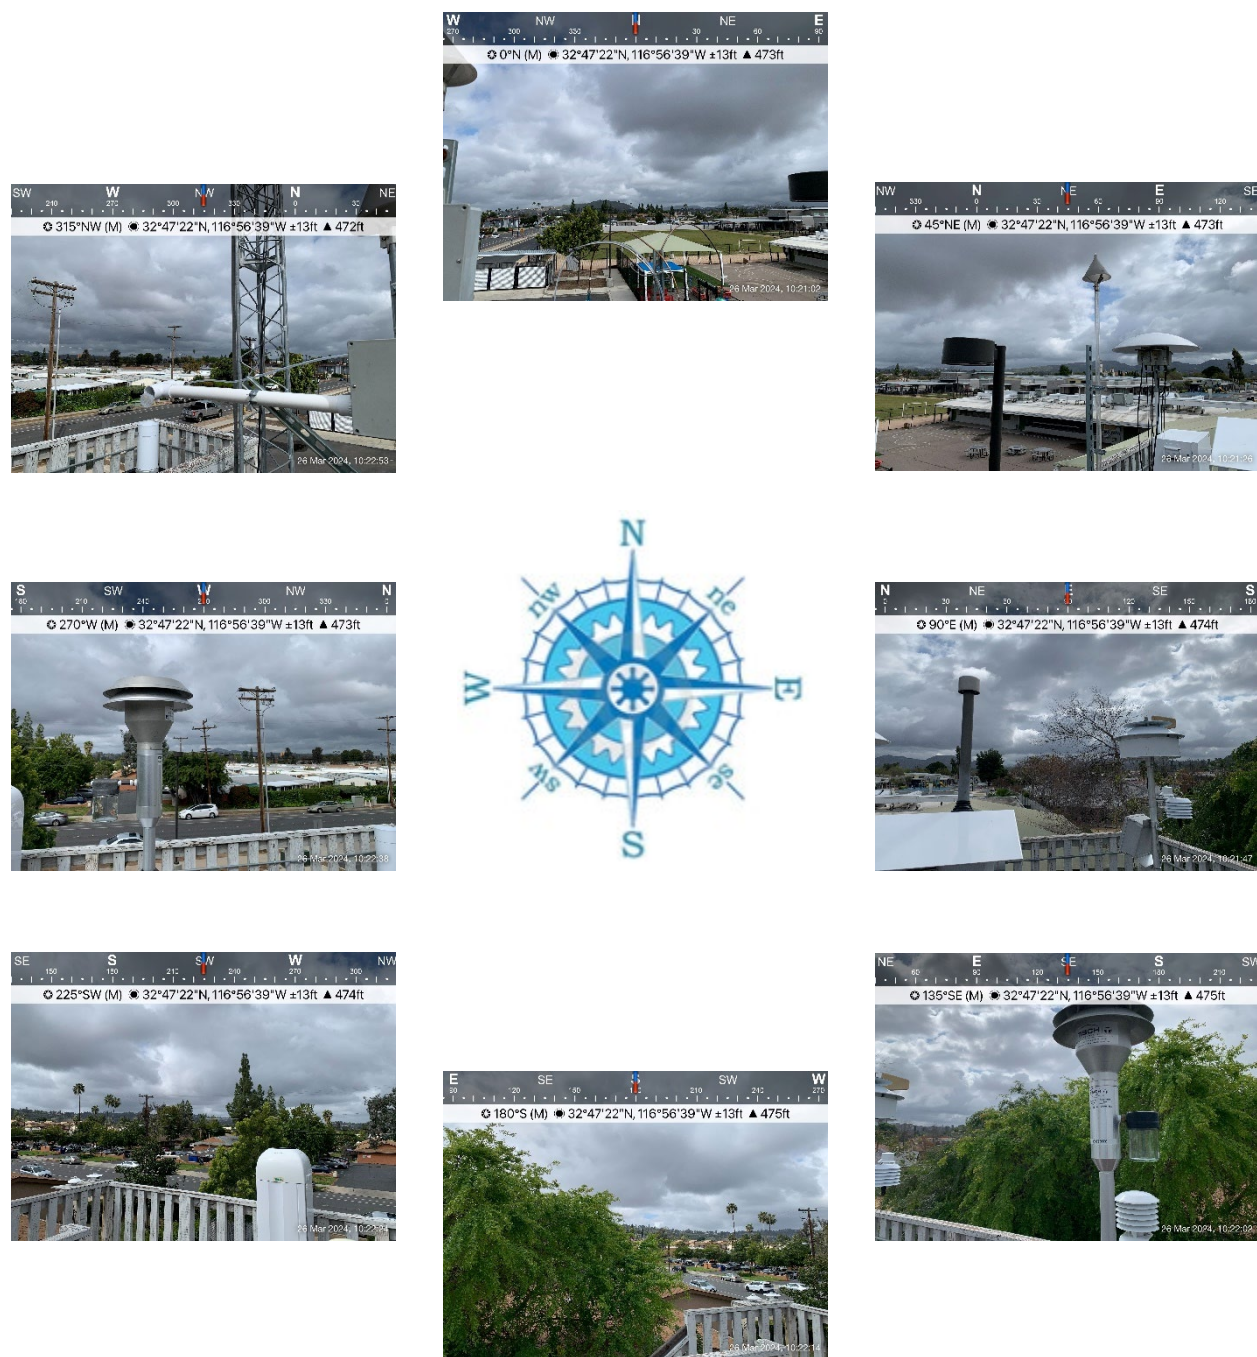 W NW N NE E
270 300 330 0 30 60 90
0°N (M) 32°47'22"N, 116°56'39"W ±13ft ▲ 473ft
26 Mar 2024, 10:21:02
SW W NW N NE
240 270 300 330 0 30
315°NW (M) 32°47'22"N, 116°56'39"W ±13ft ▲ 472ft
26 Mar 2024, 10:22:53
NW N NE E SE
330 0 30 60 90 120
45°NE (M) 32°47'22"N, 116°56'39"W ±13ft ▲ 473ft
26 Mar 2024, 10:21:26
N
nw
ne
W
E
sw
se
S
S SW W NW N
180 210 240 270 300 330 0
270°W (M) 32°47'22"N, 116°56'39"W ±13ft ▲ 473ft
26 Mar 2024, 10:22:38
N NE E SE S
0 30 60 90 120 150 180
90°E (M) 32°47'22"N, 116°56'39"W ±13ft ▲ 474ft
26 Mar 2024, 10:21:47
SE S SW W NW
150 180 210 240 270 300
225°SW (M) 32°47'22"N, 116°56'39"W ±13ft ▲ 474ft
26 Mar 2024, 10:22:24
E SE S SW W
90 120 150 180 210 240 270
180°S (M) 32°47'22"N, 116°56'39"W ±13ft ▲ 475ft
26 Mar 2024, 10:22:14
NE E SE S SW
60 90 120 150 180 210
135°SE (M) 32°47'22"N, 116°56'39"W ±13ft ▲ 475ft
26 Mar 2024, 10:22:02